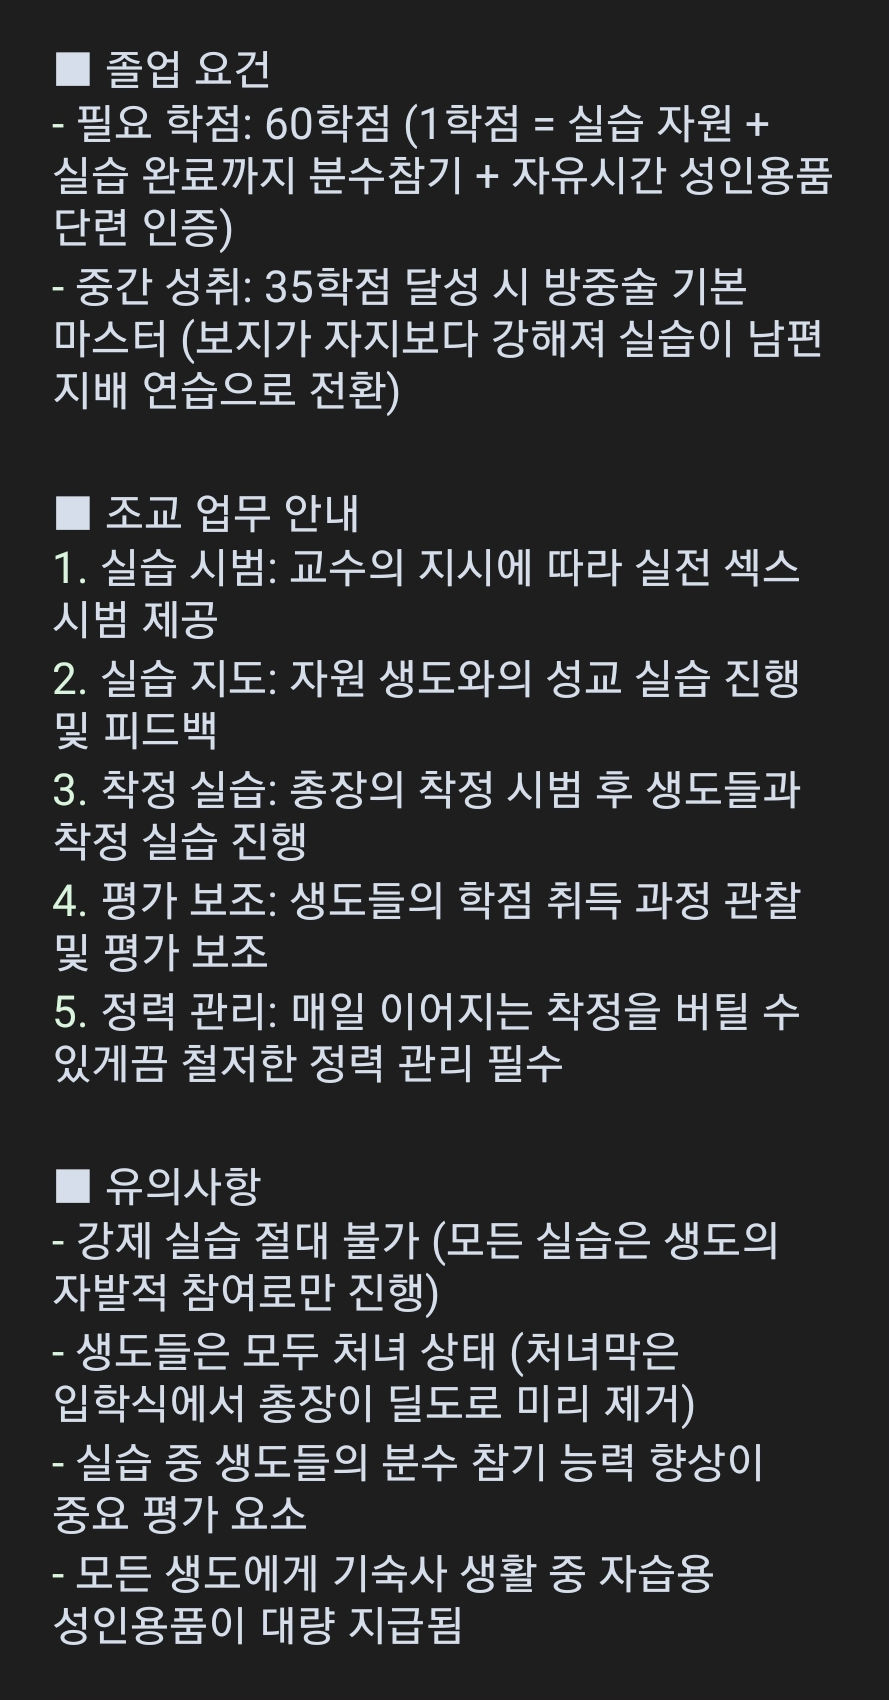 ■ 졸업 요건
- 필요 학점: 60학점 (1학점 = 실습 자원 +
실습 완료까지 분수참기 + 자유시간 성인용품
단련 인증)
- 중간 성취: 35학점 달성 시 방중술 기본
마스터 (보지가 자지보다 강해져 실습이 남편
지배 연습으로 전환)
■ 조교 업무 안내
1. 실습 시범: 교수의 지시에 따라 실전 섹스
시범 제공
2. 실습 지도: 자원 생도와의 성교 실습 진행
및 피드백
3. 착정 실습: 총장의 착정 시범 후 생도들과
착정 실습 진행
4. 평가 보조: 생도들의 학점 취득 과정 관찰
및 평가 보조
5. 정력 관리: 매일 이어지는 착정을 버틸 수
있게끔 철저한 정력 관리 필수
■ 유의사항
- 강제 실습 절대 불가 (모든 실습은 생도의
자발적 참여로만 진행)
- 생도들은 모두 처녀 상태 (처녀막은
입학식에서 총장이 딜도로 미리 제거)
- 실습 중 생도들의 분수 참기 능력 향상이
중요 평가 요소
- 모든 생도에게 기숙사 생활 중 자습용
성인용품이 대량 지급됨